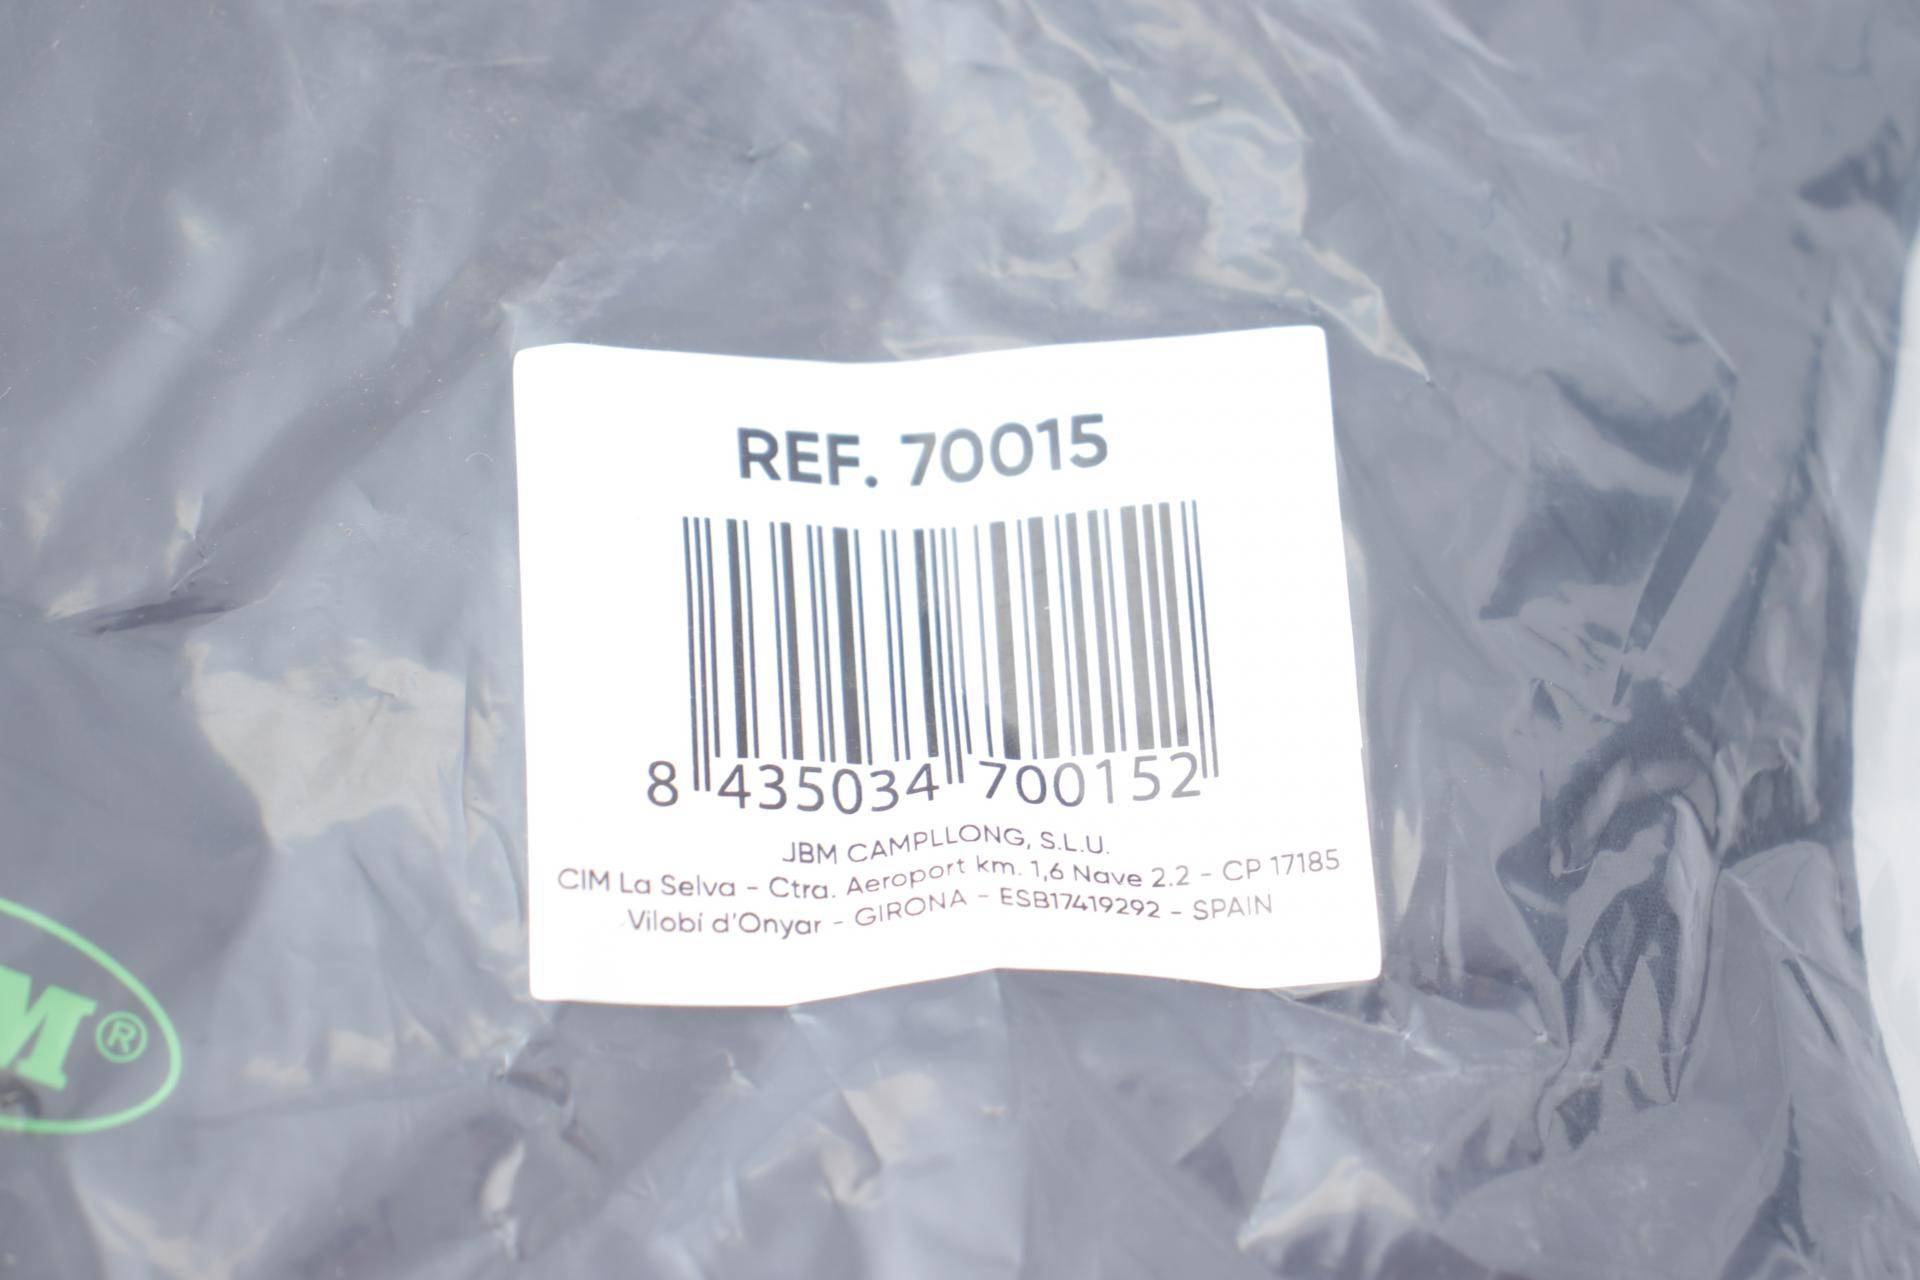 REF. 70015
8 435034 700152
JBM CAMPLLONG, S.L.U.
CIM La Selva - Ctra. Aeroport km. 1,6 Nave 2.2 - CP 17185
Vilobí d'Onyar - GIRONA - ESB17419292 - SPAIN
M®